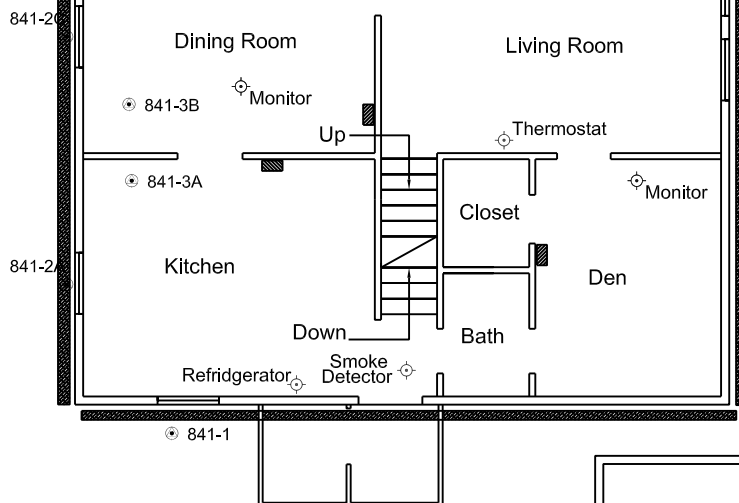 841-2C
Dining Room
Living Room
Monitor
841-3B
Up
Thermostat
841-3A
Monitor
Closet
841-2A
Kitchen
Den
Down
Bath
Smoke
Detector
Refridgerator
841-1